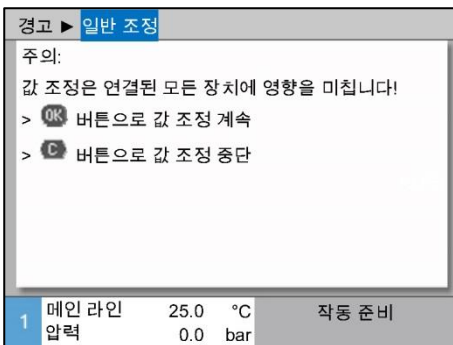 경고 ▶ 일반 조정
주의:
값 조정은 연결된 모든 장치에 영향을 미칩니다!
> OK 버튼으로 값 조정 계속
> C 버튼으로 값 조정 중단
1 메인 라인 25.0 °C 작동 준비
압력 0.0 bar